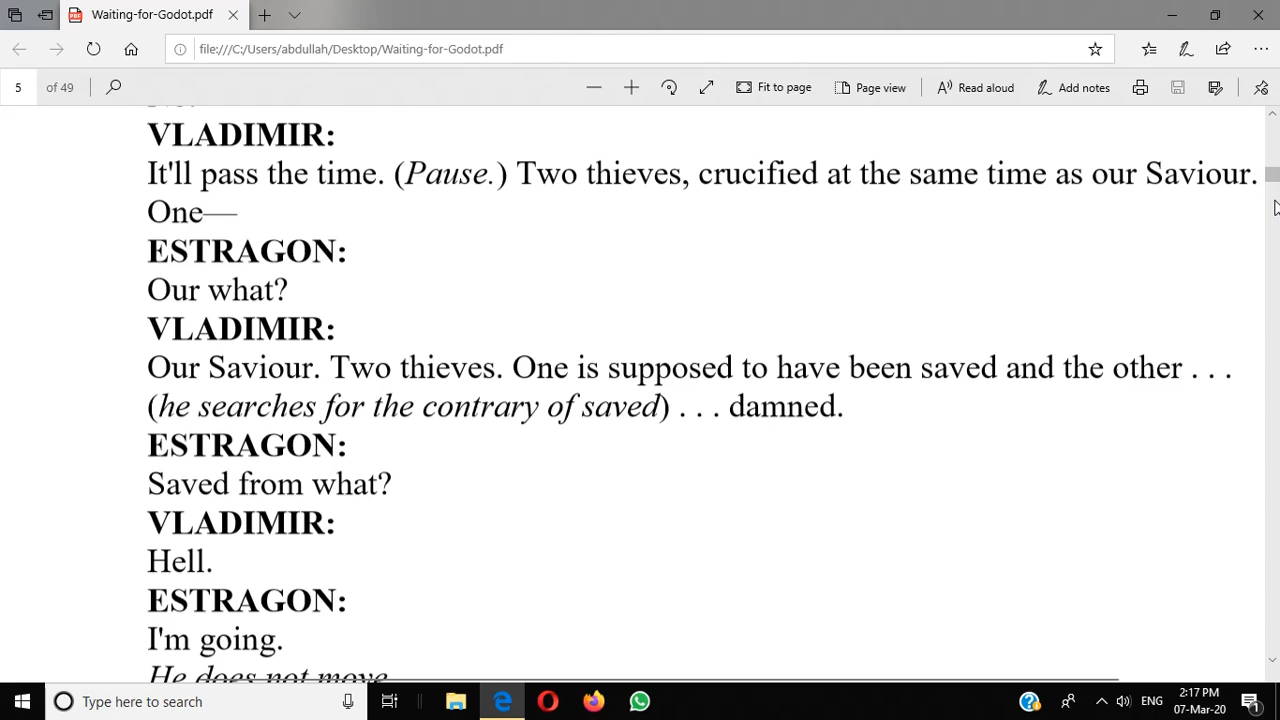 Waiting-for-Godot.pdf
file:///C:/Users/abdullah/Desktop/Waiting-for-Godot.pdf
5 of 49
Fit to page
Page view
Read aloud
Add notes
VLADIMIR:
It'll pass the time. (Pause.) Two thieves, crucified at the same time as our Saviour.
One—
ESTRAGON:
Our what?
VLADIMIR:
Our Saviour. Two thieves. One is supposed to have been saved and the other . . .
(he searches for the contrary of saved) . . . damned.
ESTRAGON:
Saved from what?
VLADIMIR:
Hell.
ESTRAGON:
I'm going.
He does not move.
Type here to search
ENG
2:17 PM
07-Mar-20